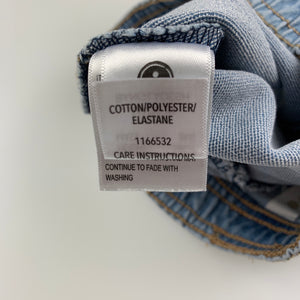 COTTON/POLYESTER/
ELASTANE
1166532
CARE INSTRUCTIONS.
CONTINUE TO FADE WITH
WASHING